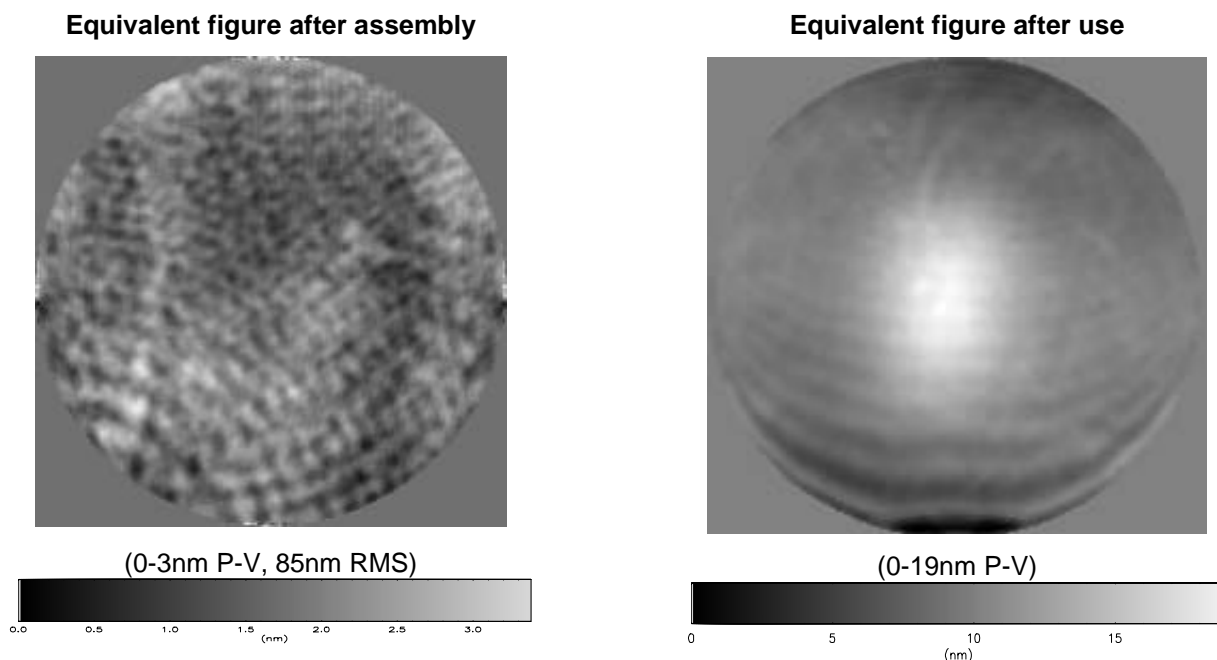 Equivalent figure after assembly
Equivalent figure after use
(0-3nm P-V, 85nm RMS)
0.0 0.5 1.0 1.5 2.0 2.5 3.0
(nm)
(0-19nm P-V)
0 5 10 15
(nm)